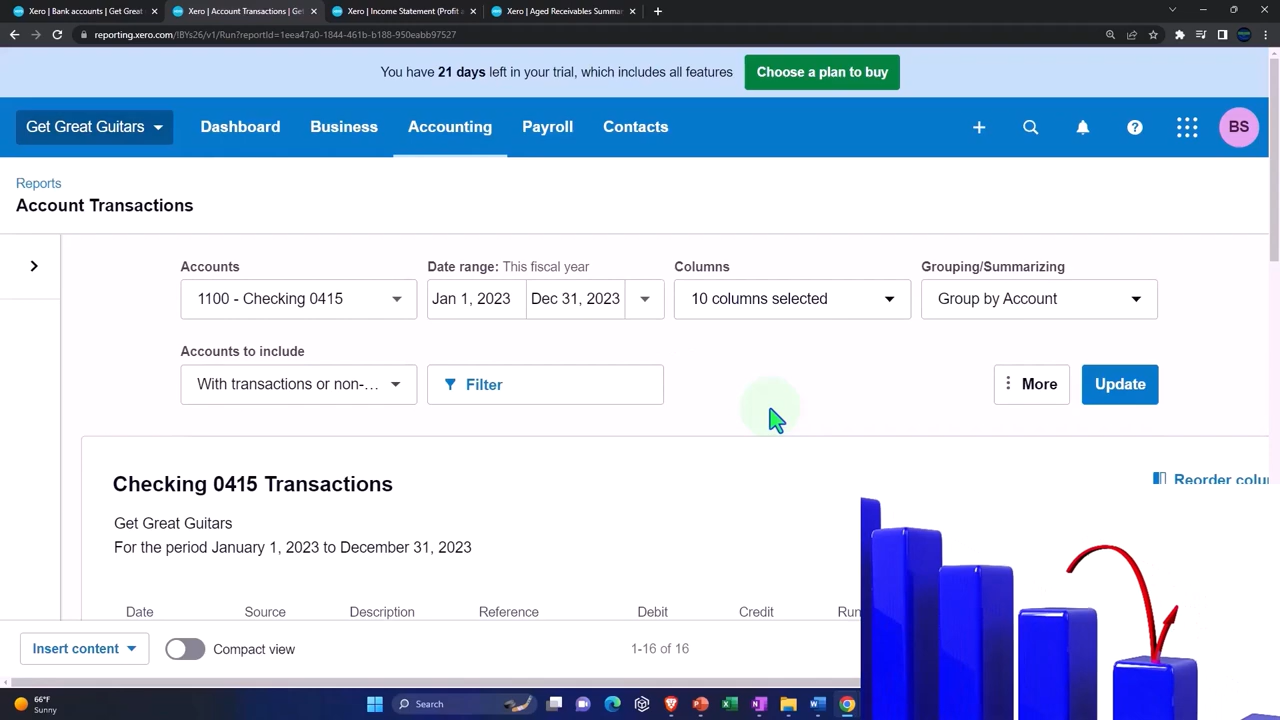 Xero | Bank accounts | Get Great
Xero | Account Transactions | Get
Xero | Income Statement (Profit a
Xero | Aged Receivables Summar
reporting.xero.com/!BYs26/v1/Run?reportId=1eea47a0-1844-461b-b188-950eabb97527
You have 21 days left in your trial, which includes all features
Choose a plan to buy
Get Great Guitars
Dashboard
Business
Accounting
Payroll
Contacts
BS
Reports
Account Transactions
Accounts
Date range: This fiscal year
Columns
Grouping/Summarizing
1100 - Checking 0415
Jan 1, 2023
Dec 31, 2023
10 columns selected
Group by Account
Accounts to include
With transactions or non-...
Filter
More
Update
Checking 0415 Transactions
Reorder colu
Get Great Guitars
For the period January 1, 2023 to December 31, 2023
Date
Source
Description
Reference
Debit
Credit
Run
Insert content
Compact view
1-16 of 16
66°F
Sunny
Search